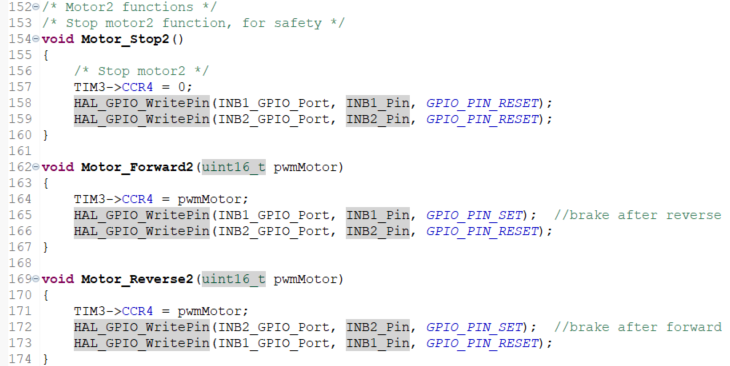 152 /* Motor2 functions */
153 /* Stop motor2 function, for safety */
154 void Motor_Stop2()
155 {
156     /* Stop motor2 */
157     TIM3->CCR4 = 0;
158     HAL_GPIO_WritePin(INB1_GPIO_Port, INB1_Pin, GPIO_PIN_RESET);
159     HAL_GPIO_WritePin(INB2_GPIO_Port, INB2_Pin, GPIO_PIN_RESET);
160 }
161
162 void Motor_Forward2(uint16_t pwmMotor)
163 {
164     TIM3->CCR4 = pwmMotor;
165     HAL_GPIO_WritePin(INB1_GPIO_Port, INB1_Pin, GPIO_PIN_SET);  //brake after reverse
166     HAL_GPIO_WritePin(INB2_GPIO_Port, INB2_Pin, GPIO_PIN_RESET);
167 }
168
169 void Motor_Reverse2(uint16_t pwmMotor)
170 {
171     TIM3->CCR4 = pwmMotor;
172     HAL_GPIO_WritePin(INB2_GPIO_Port, INB2_Pin, GPIO_PIN_SET);  //brake after forward
173     HAL_GPIO_WritePin(INB1_GPIO_Port, INB1_Pin, GPIO_PIN_RESET);
174 }